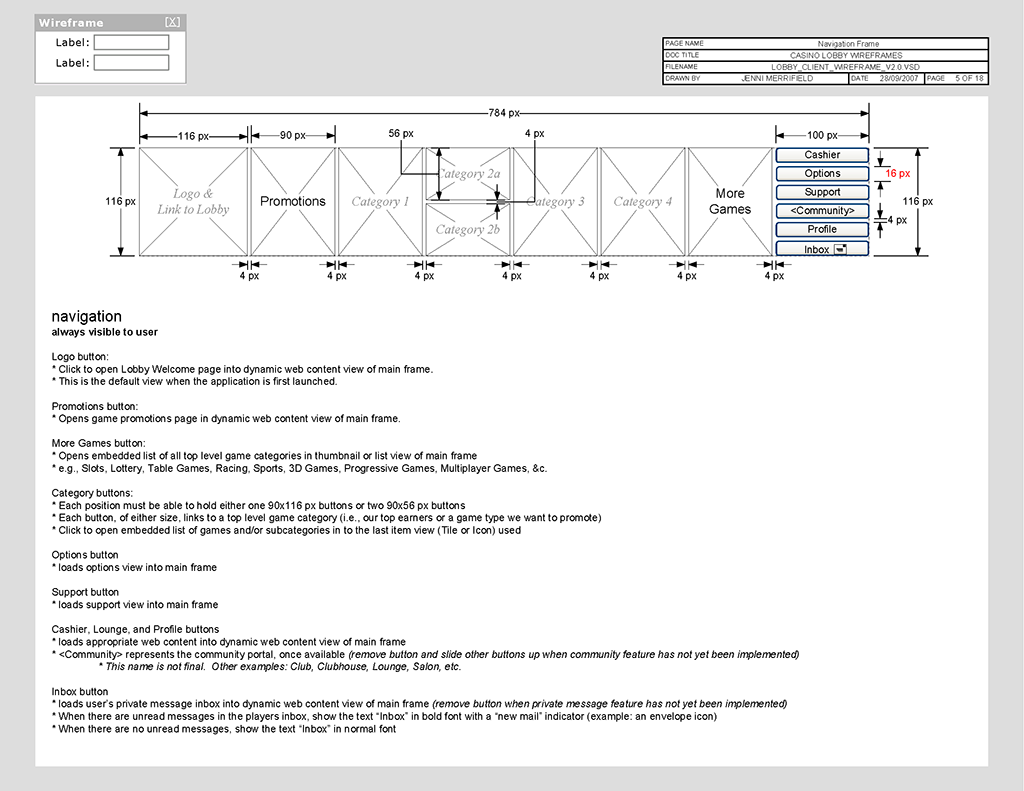 Wireframe [X]
Label:
Label:
PAGE NAME Navigation Frame
DOC TITLE CASINO LOBBY WIREFRAMES
FILENAME LOBBY_CLIENT_WIREFRAME_V2.0.VSD
DRAWN BY JENNI MERRIFIELD DATE 28/09/2007 PAGE 5 OF 18
784 px
116 px 90 px 56 px 4 px 100 px
116 px
Logo &
Link to Lobby
Promotions
Category 1
Category 2a
Category 2b
Category 3
Category 4
More
Games
Cashier
Options
Support
<Community>
Profile
Inbox
16 px
4 px
116 px
4 px 4 px 4 px 4 px 4 px 4 px 4 px
navigation
always visible to user
Logo button:
* Click to open Lobby Welcome page into dynamic web content view of main frame.
* This is the default view when the application is first launched.
Promotions button:
* Opens game promotions page in dynamic web content view of main frame.
More Games button:
* Opens embedded list of all top level game categories in thumbnail or list view of main frame
* e.g., Slots, Lottery, Table Games, Racing, Sports, 3D Games, Progressive Games, Multiplayer Games, &c.
Category buttons:
* Each position must be able to hold either one 90x116 px buttons or two 90x56 px buttons
* Each button, of either size, links to a top level game category (i.e., our top earners or a game type we want to promote)
* Click to open embedded list of games and/or subcategories in to the last item view (Tile or Icon) used
Options button
* loads options view into main frame
Support button
* loads support view into main frame
Cashier, Lounge, and Profile buttons
* loads appropriate web content into dynamic web content view of main frame
* <Community> represents the community portal, once available (remove button and slide other buttons up when community feature has not yet been implemented)
* This name is not final. Other examples: Club, Clubhouse, Lounge, Salon, etc.
Inbox button
* loads user's private message inbox into dynamic web content view of main frame (remove button when private message feature has not yet been implemented)
* When there are unread messages in the players inbox, show the text “Inbox” in bold font with a “new mail” indicator (example: an envelope icon)
* When there are no unread messages, show the text “Inbox” in normal font